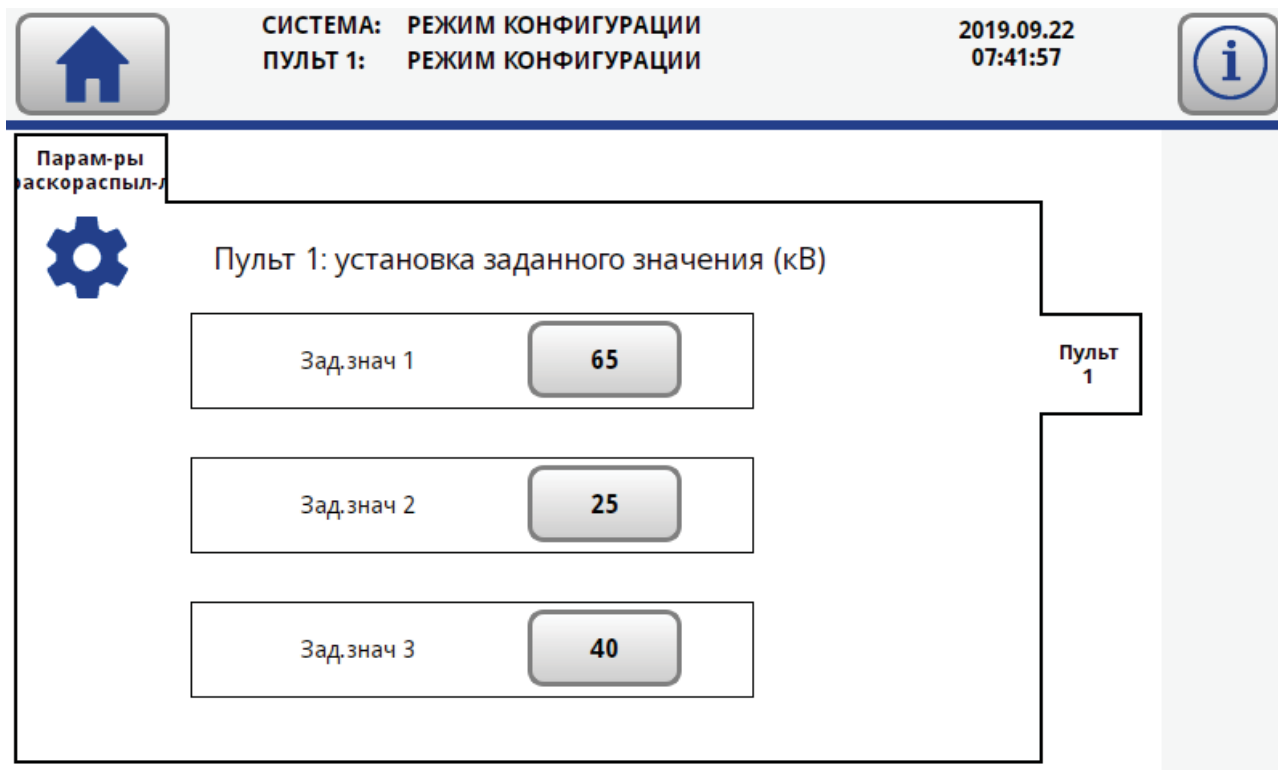 СИСТЕМА: РЕЖИМ КОНФИГУРАЦИИ
ПУЛЬТ 1: РЕЖИМ КОНФИГУРАЦИИ
2019.09.22
07:41:57
i
Парам-ры
раскораспыл-л
Пульт 1: установка заданного значения (кВ)
Зад.знач 1 65
Пульт
1
Зад.знач 2 25
Зад.знач 3 40